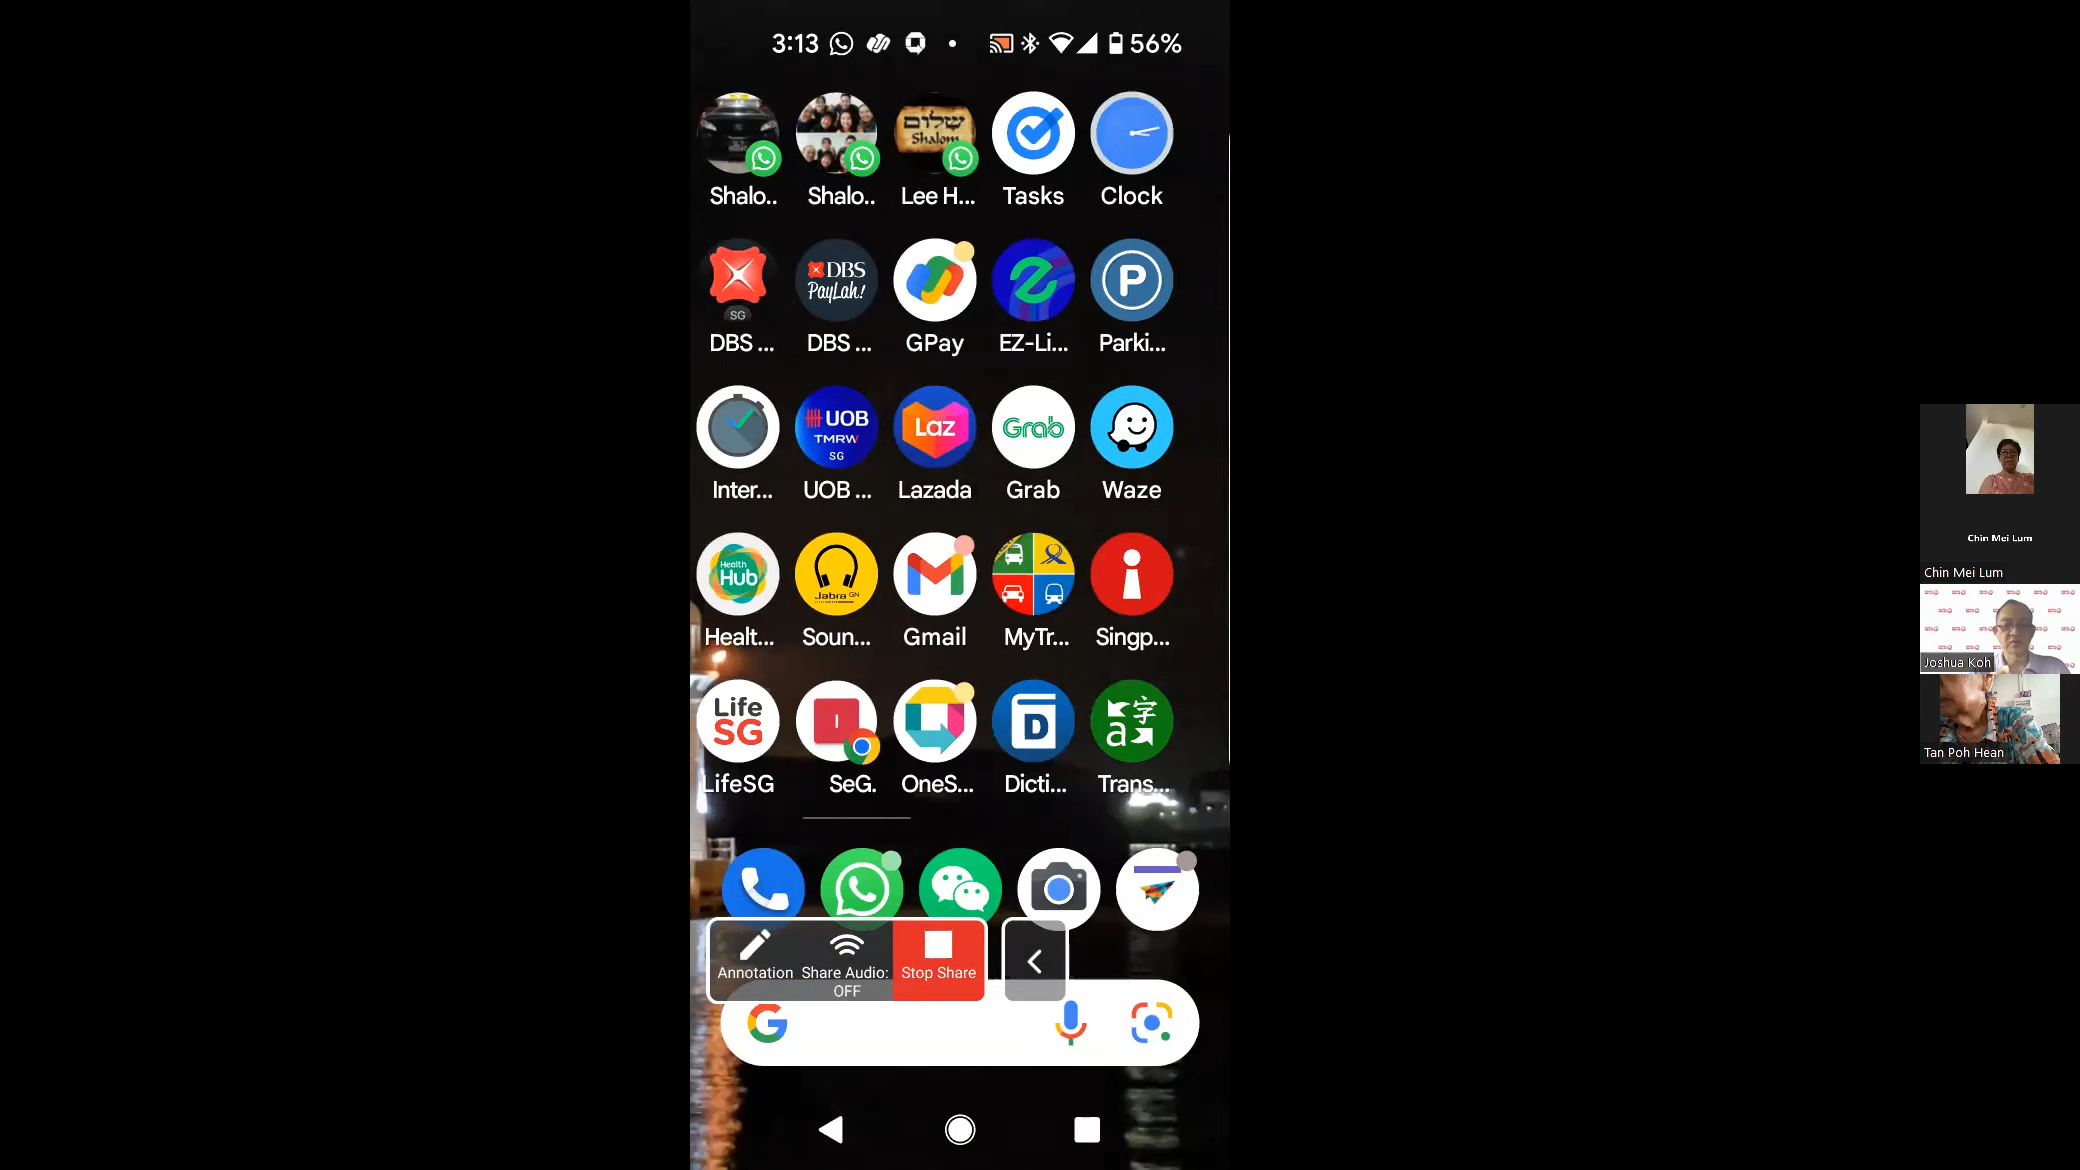 3:13
56%
שלום
Shalom
Shalo..
Shalo..
Lee H...
Tasks
Clock
SG
DBS
PayLah!
P
DBS ...
DBS ...
GPay
EZ-Li...
Parki...
UOB
TMRW
SG
Laz
Grab
Inter...
UOB ...
Lazada
Grab
Waze
Health
Hub
Jabra GN
Healt...
Soun...
Gmail
MyTr...
Singp...
Life
SG
I
D
字
a
LifeSG
SeG.
OneS...
Dicti...
Trans...
Annotation
Share Audio:
OFF
Stop Share
G
Chin Mei Lum
Chin Mei Lum
Joshua Koh
Tan Poh Hean